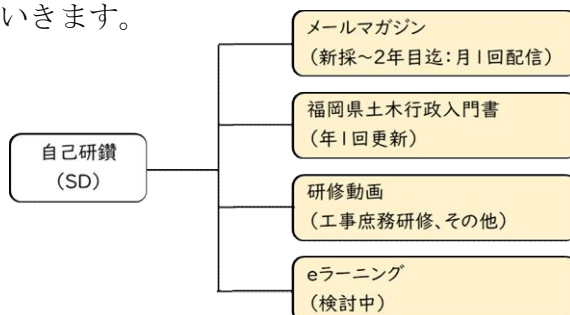 いきます。
自己研鑽
（SD）
メールマガジン
（新採～2年目迄：月1回配信）
福岡県土木行政入門書
（年1回更新）
研修動画
（工事庶務研修、その他）
eラーニング
（検討中）